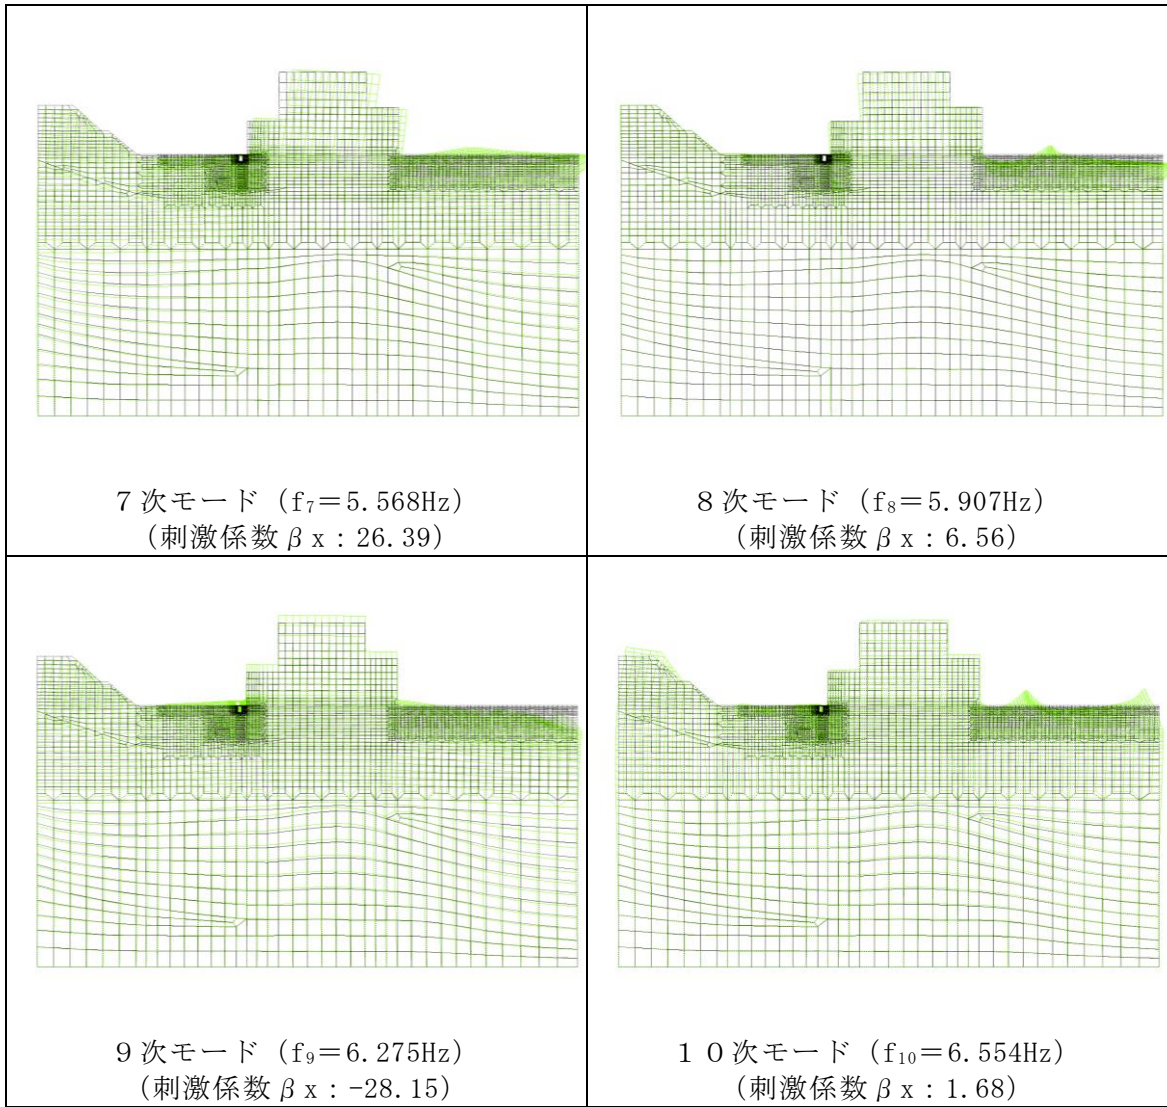 7次モード（f₇＝5.568Hz）
（刺激係数βx：26.39）
8次モード（f₈＝5.907Hz）
（刺激係数βx：6.56）
9次モード（f₉＝6.275Hz）
（刺激係数βx：-28.15）
10次モード（f₁₀＝6.554Hz）
（刺激係数βx：1.68）